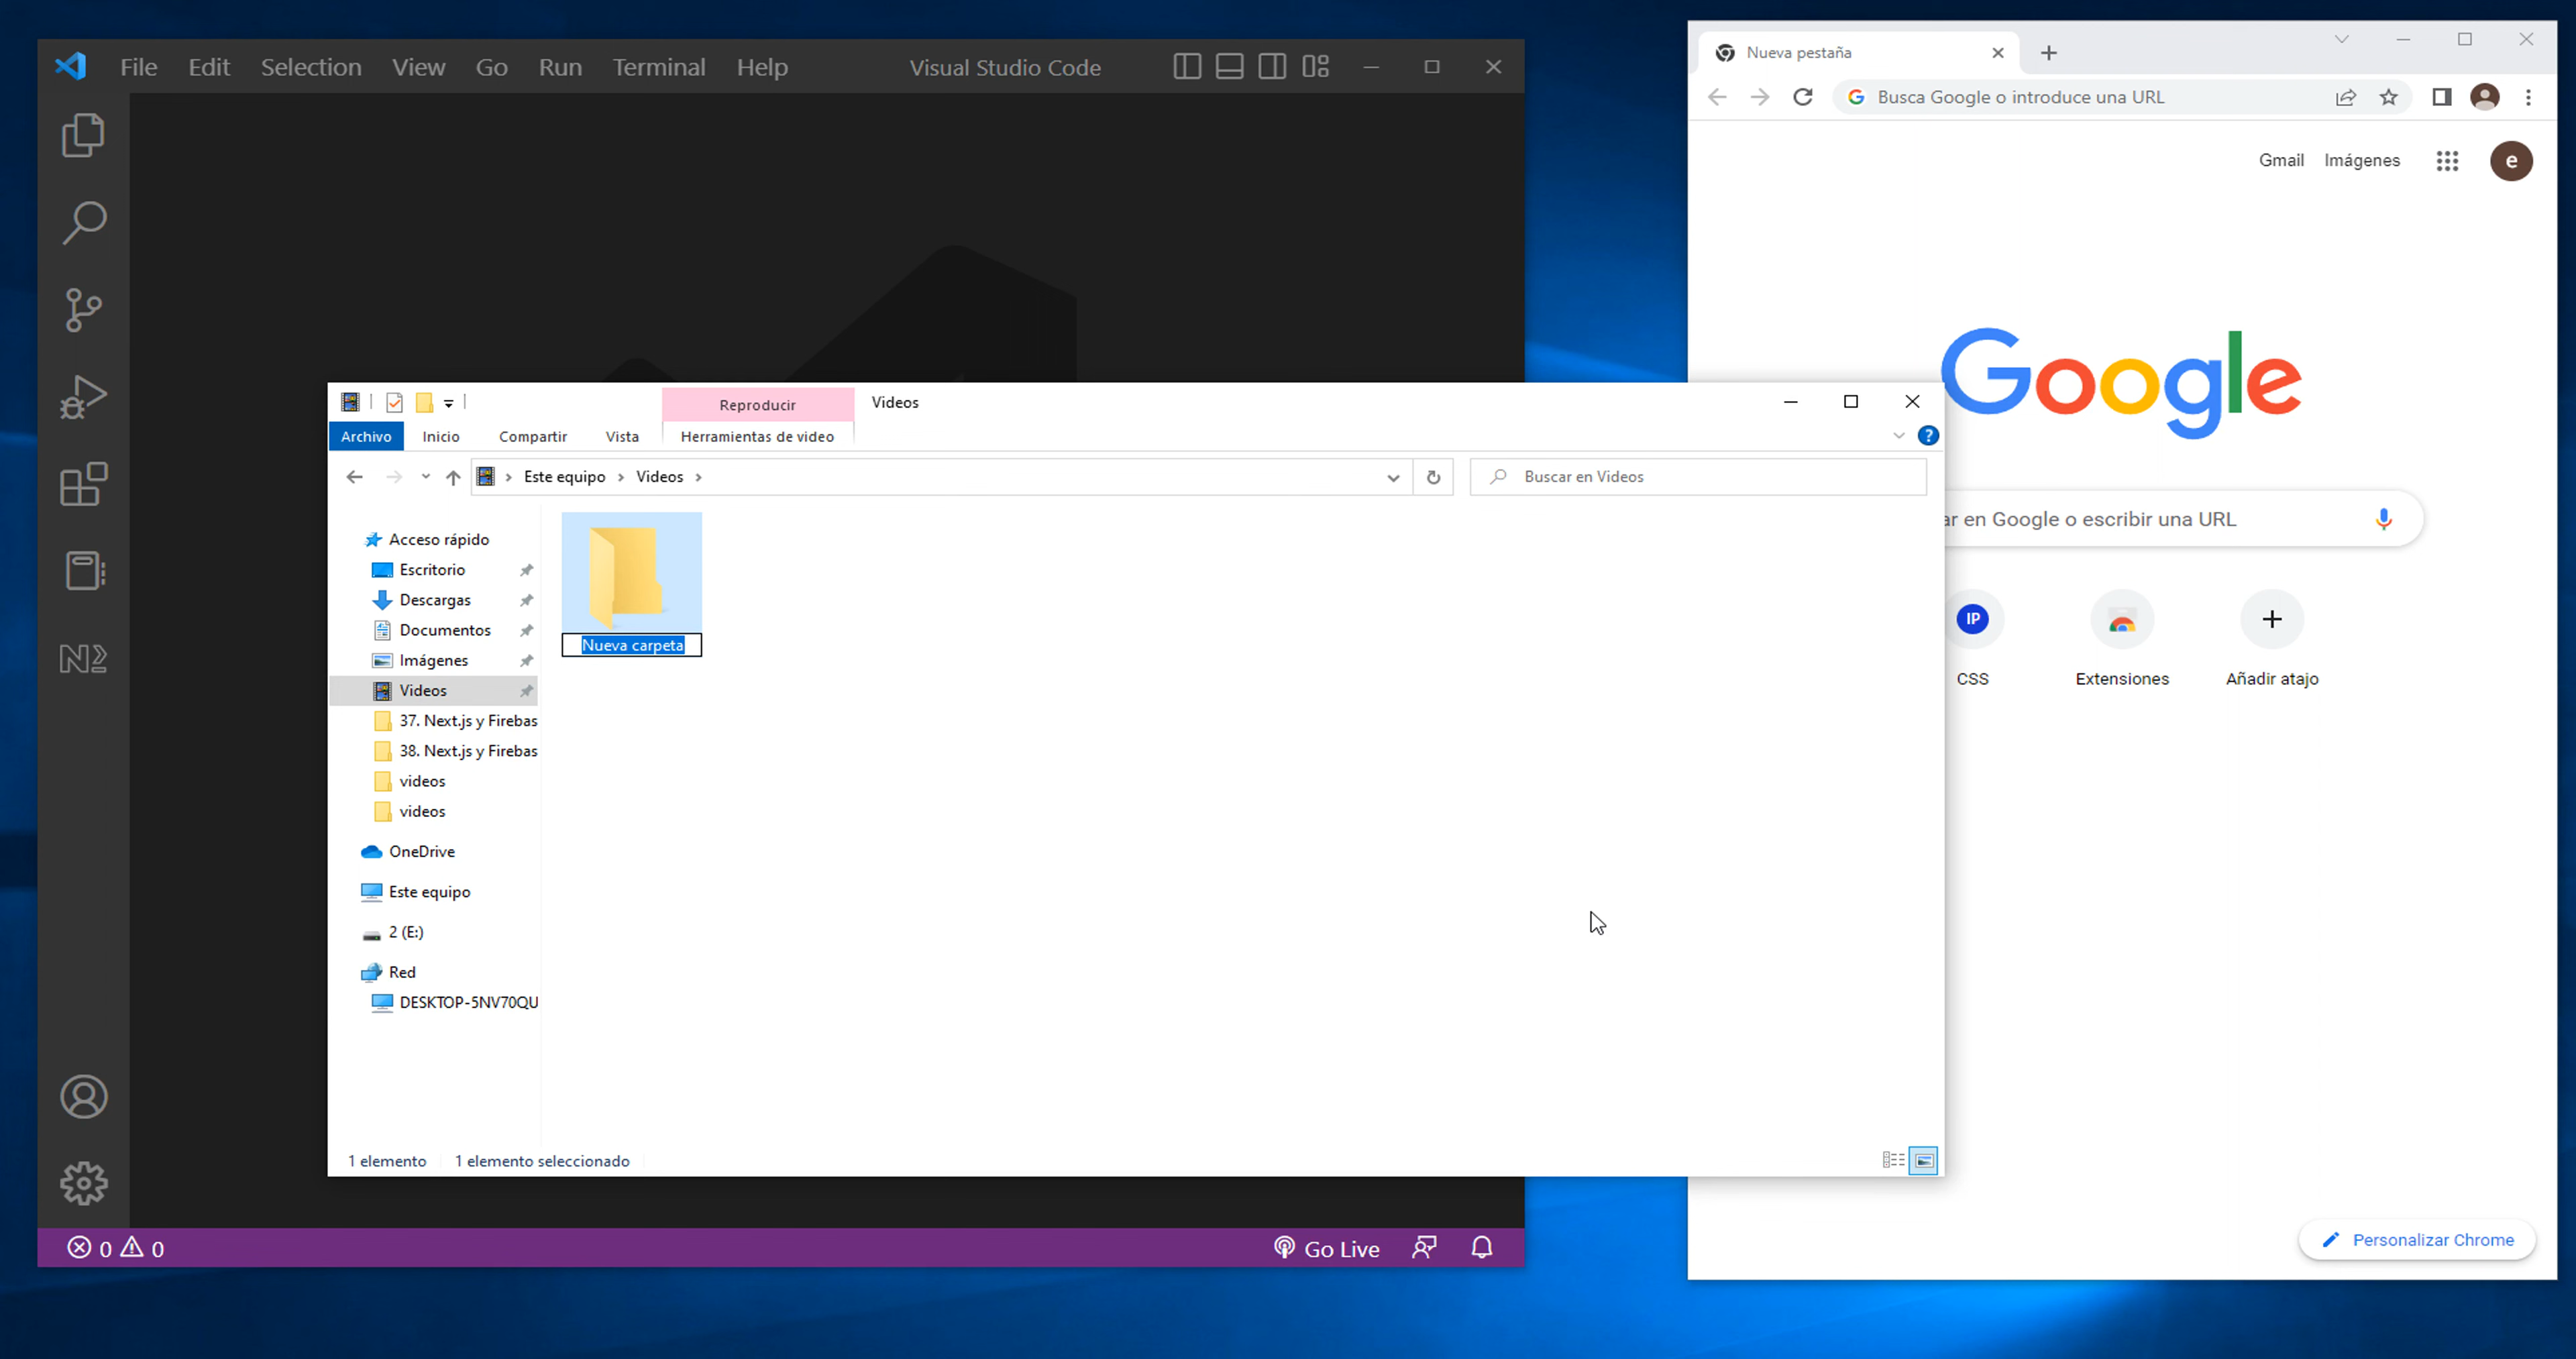 File Edit Selection View Go Run Terminal Help Visual Studio Code
0 0 Go Live
Nueva pestaña
Busca Google o introduce una URL
Gmail Imágenes e
Google
ar en Google o escribir una URL
IP
CSS Extensiones Añadir atajo
Personalizar Chrome
Reproducir Videos
Archivo Inicio Compartir Vista Herramientas de video ?
Este equipo > Videos > Buscar en Videos
Acceso rápido
Escritorio
Descargas
Documentos
Imágenes
Videos
37. Next.js y Firebas
38. Next.js y Firebas
videos
videos
OneDrive
Este equipo
2 (E:)
Red
DESKTOP-5NV70QU
Nueva carpeta
1 elemento 1 elemento seleccionado